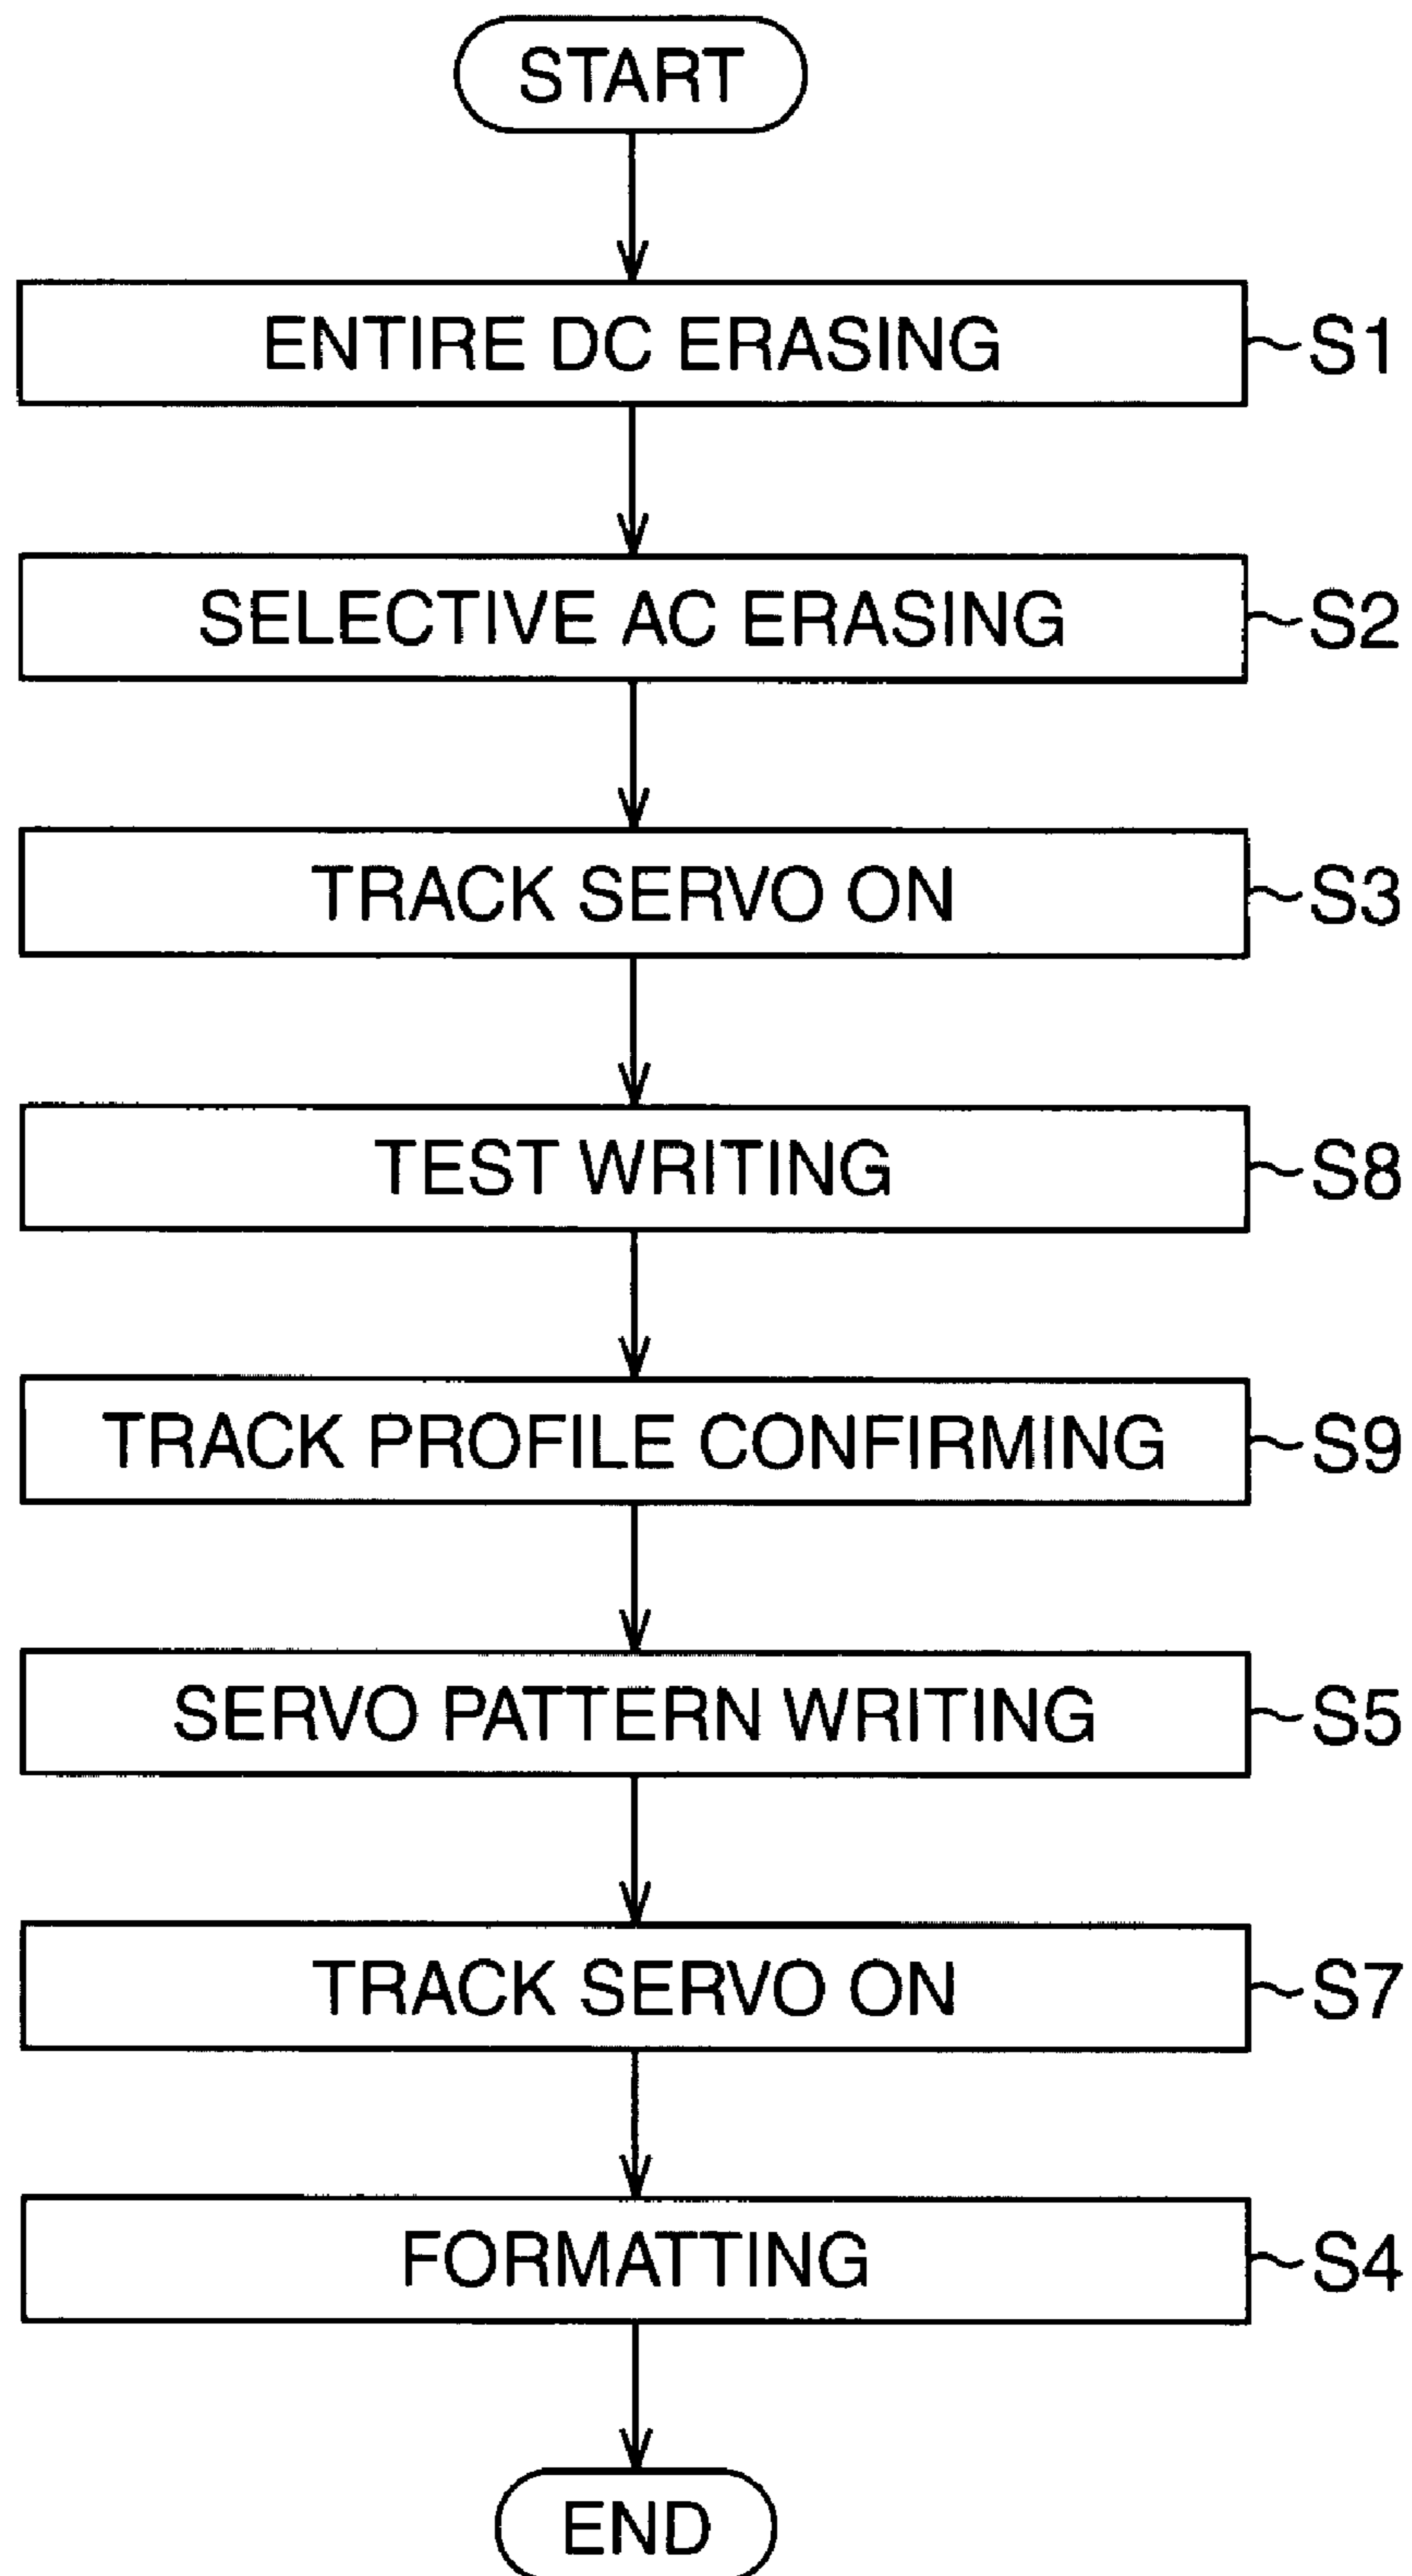 START
ENTIRE DC ERASING S1
SELECTIVE AC ERASING S2
TRACK SERVO ON S3
TEST WRITING S8
TRACK PROFILE CONFIRMING S9
SERVO PATTERN WRITING S5
TRACK SERVO ON S7
FORMATTING S4
END